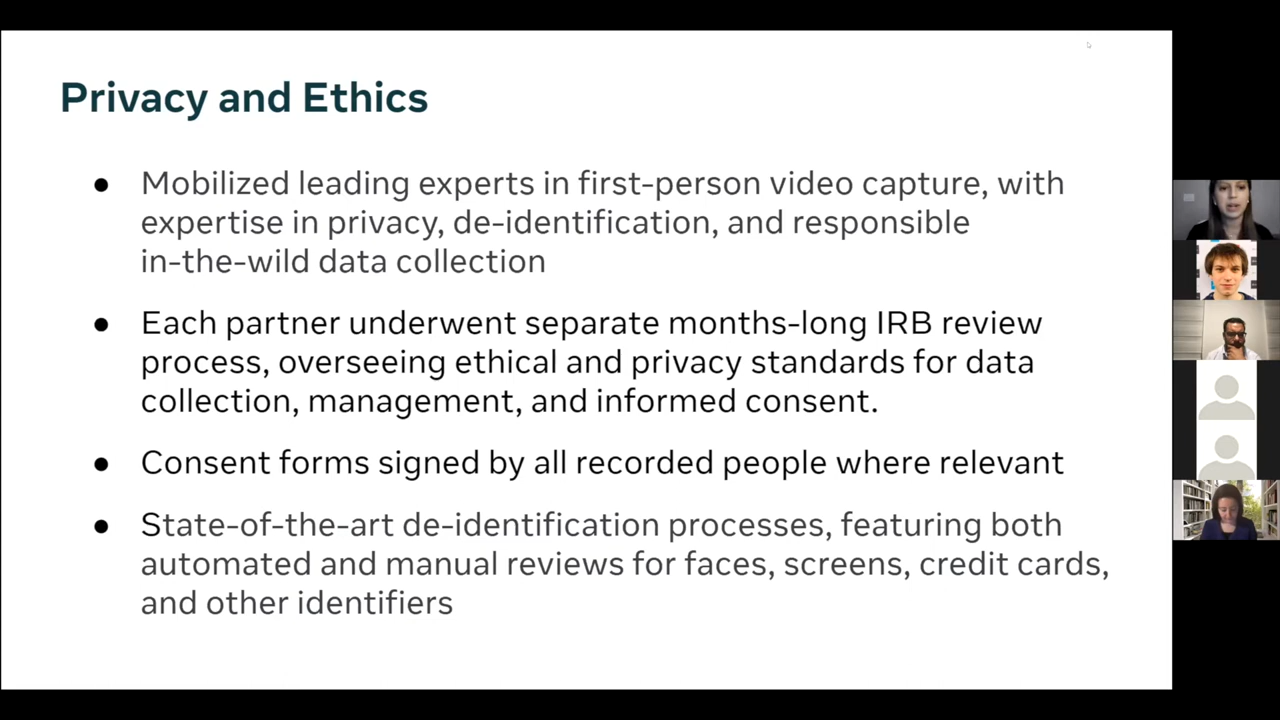 Privacy and Ethics
● Mobilized leading experts in first-person video capture, with
expertise in privacy, de-identification, and responsible
in-the-wild data collection
● Each partner underwent separate months-long IRB review
process, overseeing ethical and privacy standards for data
collection, management, and informed consent.
● Consent forms signed by all recorded people where relevant
● State-of-the-art de-identification processes, featuring both
automated and manual reviews for faces, screens, credit cards,
and other identifiers